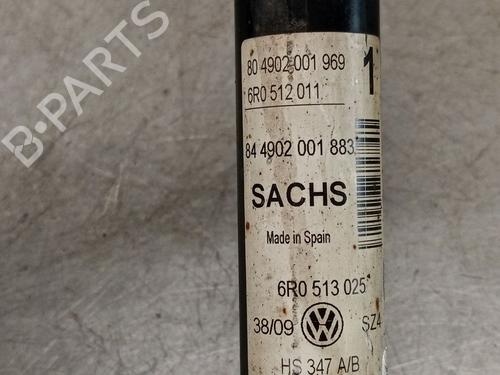 B-PARTS
80 4902 001 969
6R0 512 011
1
84 4902 001 883
SACHS
Made in Spain
6R0 513 025
38/09
SZ4
HS 347 A/B